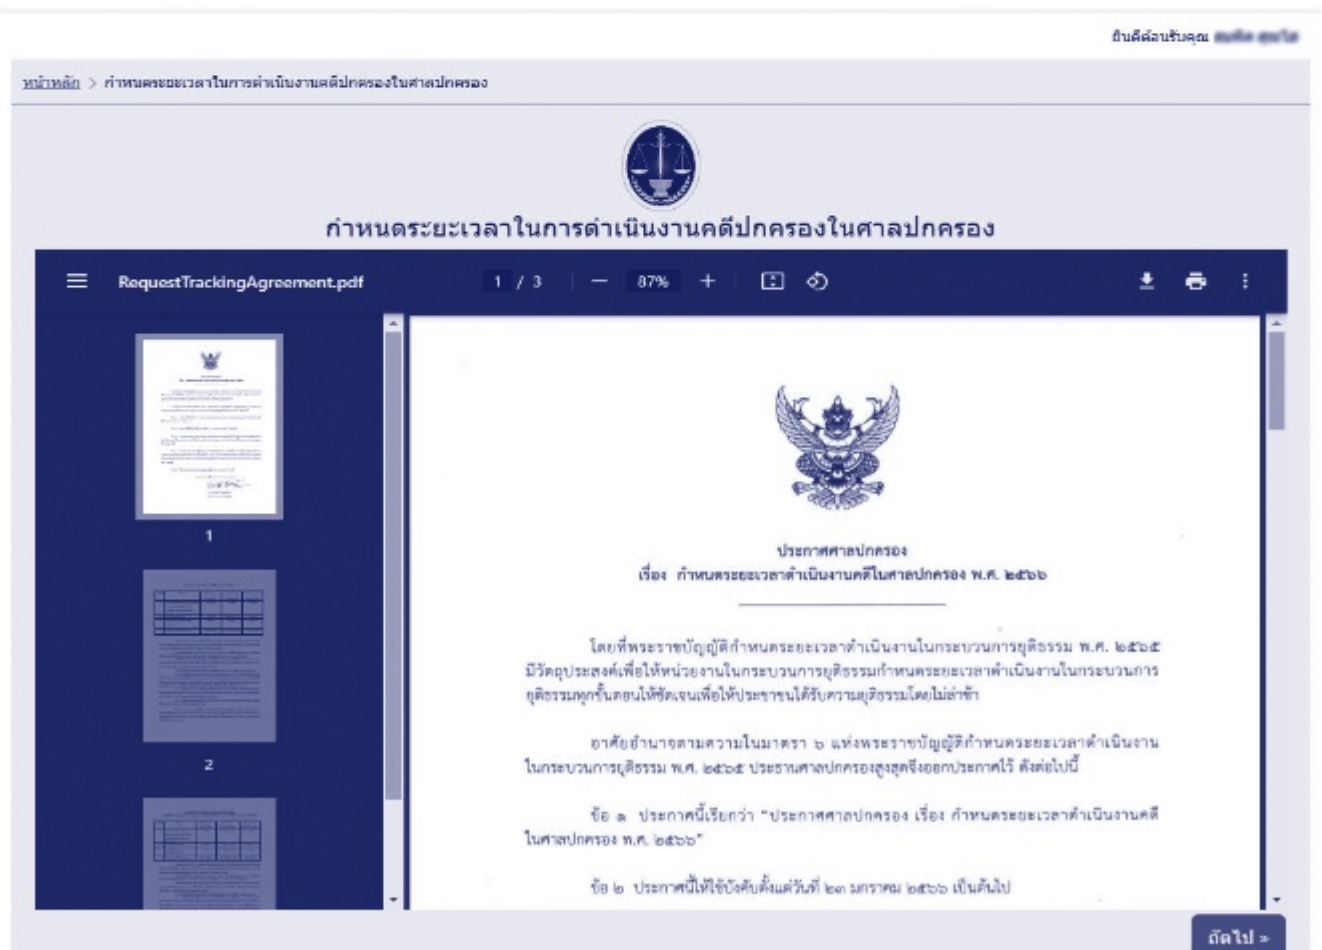 ยินดีต้อนรับคุณ
หน้าหลัก > กำหนดระยะเวลาในการดำเนินงานคดีปกครองในศาลปกครอง
กำหนดระยะเวลาในการดำเนินงานคดีปกครองในศาลปกครอง
RequestTrackingAgreement.pdf 1 / 3 87%
1
2
ประกาศศาลปกครอง
เรื่อง กำหนดระยะเวลาดำเนินงานคดีในศาลปกครอง พ.ศ. ๒๕๖๖
โดยที่พระราชบัญญัติกำหนดระยะเวลาดำเนินงานในกระบวนการยุติธรรม พ.ศ. ๒๕๖๕
มีวัตถุประสงค์เพื่อให้หน่วยงานในกระบวนการยุติธรรมกำหนดระยะเวลาดำเนินงานในกระบวนการ
ยุติธรรมทุกขั้นตอนให้ชัดเจนเพื่อให้ประชาชนได้รับความยุติธรรมโดยไม่ล่าช้า
อาศัยอำนาจตามความในมาตรา ๖ แห่งพระราชบัญญัติกำหนดระยะเวลาดำเนินงาน
ในกระบวนการยุติธรรม พ.ศ. ๒๕๖๕ ประธานศาลปกครองสูงสุดจึงออกประกาศไว้ ดังต่อไปนี้
ข้อ ๑ ประกาศนี้เรียกว่า "ประกาศศาลปกครอง เรื่อง กำหนดระยะเวลาดำเนินงานคดี
ในศาลปกครอง พ.ศ. ๒๕๖๖"
ข้อ ๒ ประกาศนี้ให้ใช้บังคับตั้งแต่วันที่ ๒๓ มกราคม ๒๕๖๖ เป็นต้นไป
ถัดไป »